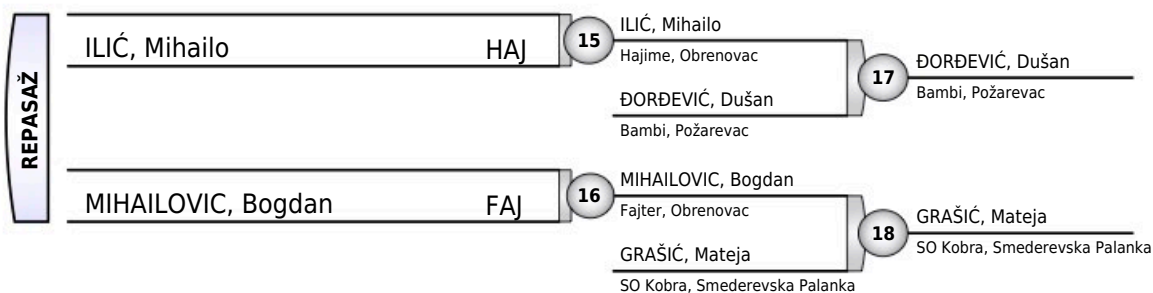 REPASAŽ
ILIĆ, Mihailo HAJ
15
ILIĆ, Mihailo
Hajime, Obrenovac
ĐORĐEVIĆ, Dušan
Bambi, Požarevac
17
ĐORĐEVIĆ, Dušan
Bambi, Požarevac
MIHAILOVIC, Bogdan FAJ
16
MIHAILOVIC, Bogdan
Fajter, Obrenovac
GRAŠIĆ, Mateja
SO Kobra, Smederevska Palanka
18
GRAŠIĆ, Mateja
SO Kobra, Smederevska Palanka